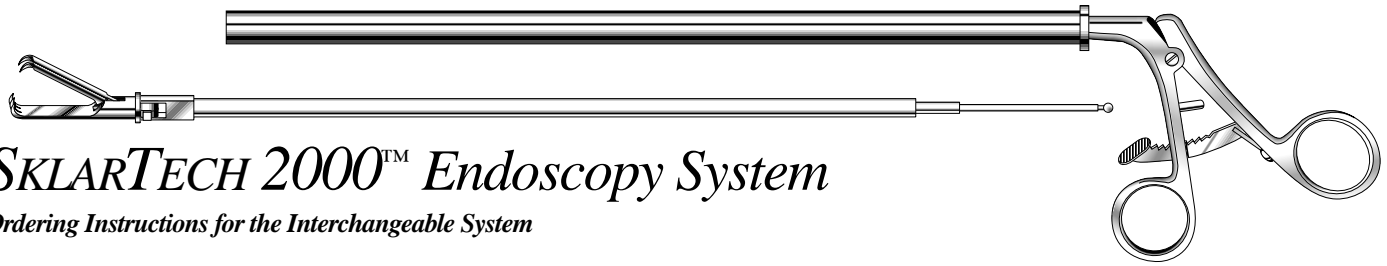 SKLARTECH 2000™ Endoscopy System
Ordering Instructions for the Interchangeable System